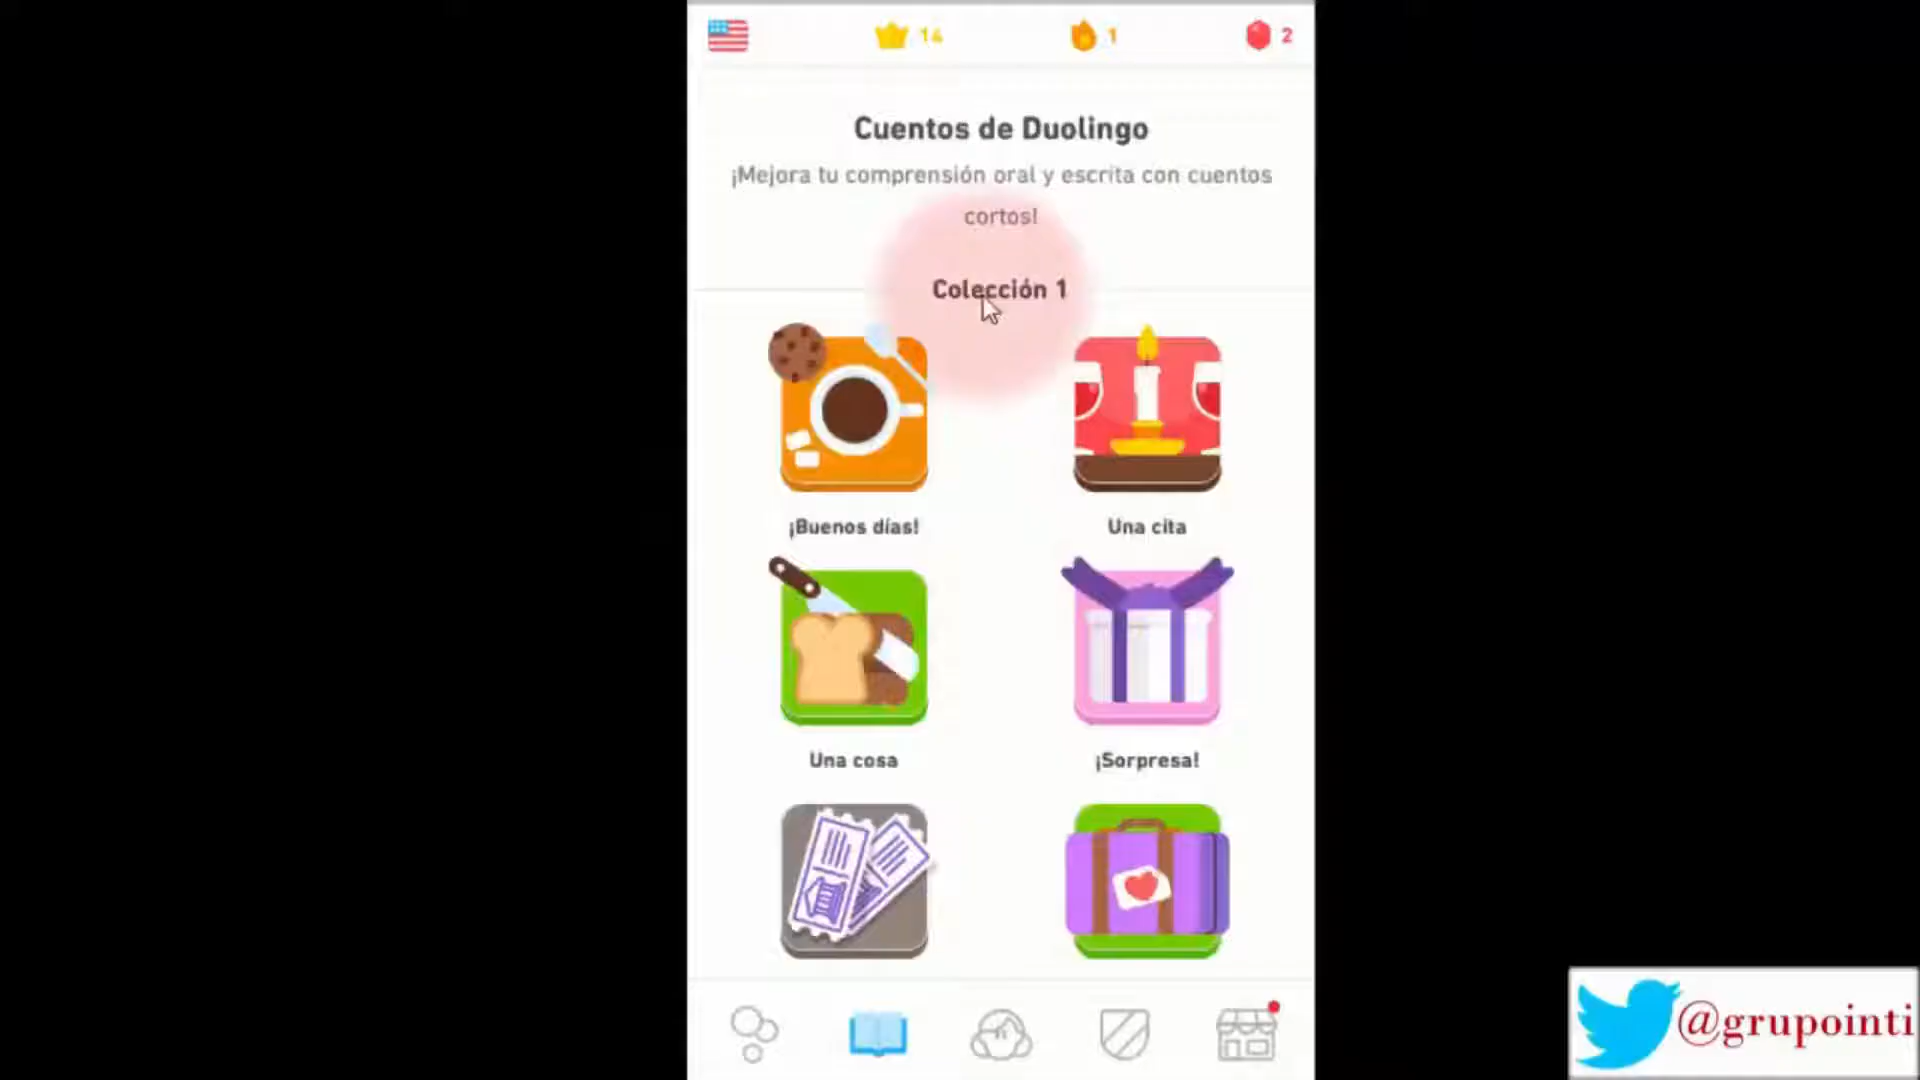 14
1
2
Cuentos de Duolingo
¡Mejora tu comprensión oral y escrita con cuentos
cortos!
Colección 1
¡Buenos días!
Una cita
Una cosa
¡Sorpresa!
@grupointi